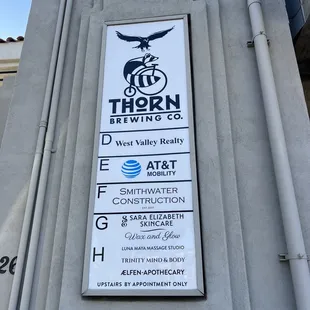 THORN
BREWING CO.
D West Valley Realty
E AT&T
MOBILITY
F SMITHWATER
CONSTRUCTION
G SARA ELIZABETH
SKINCARE
Wax and Glow
H LUNA MATA MASSAGE STUDIO
TRINITY MIND & BODY
ÆLFEN-APOTHECARY
UPSTAIRS BY APPOINTMENT ONLY
26